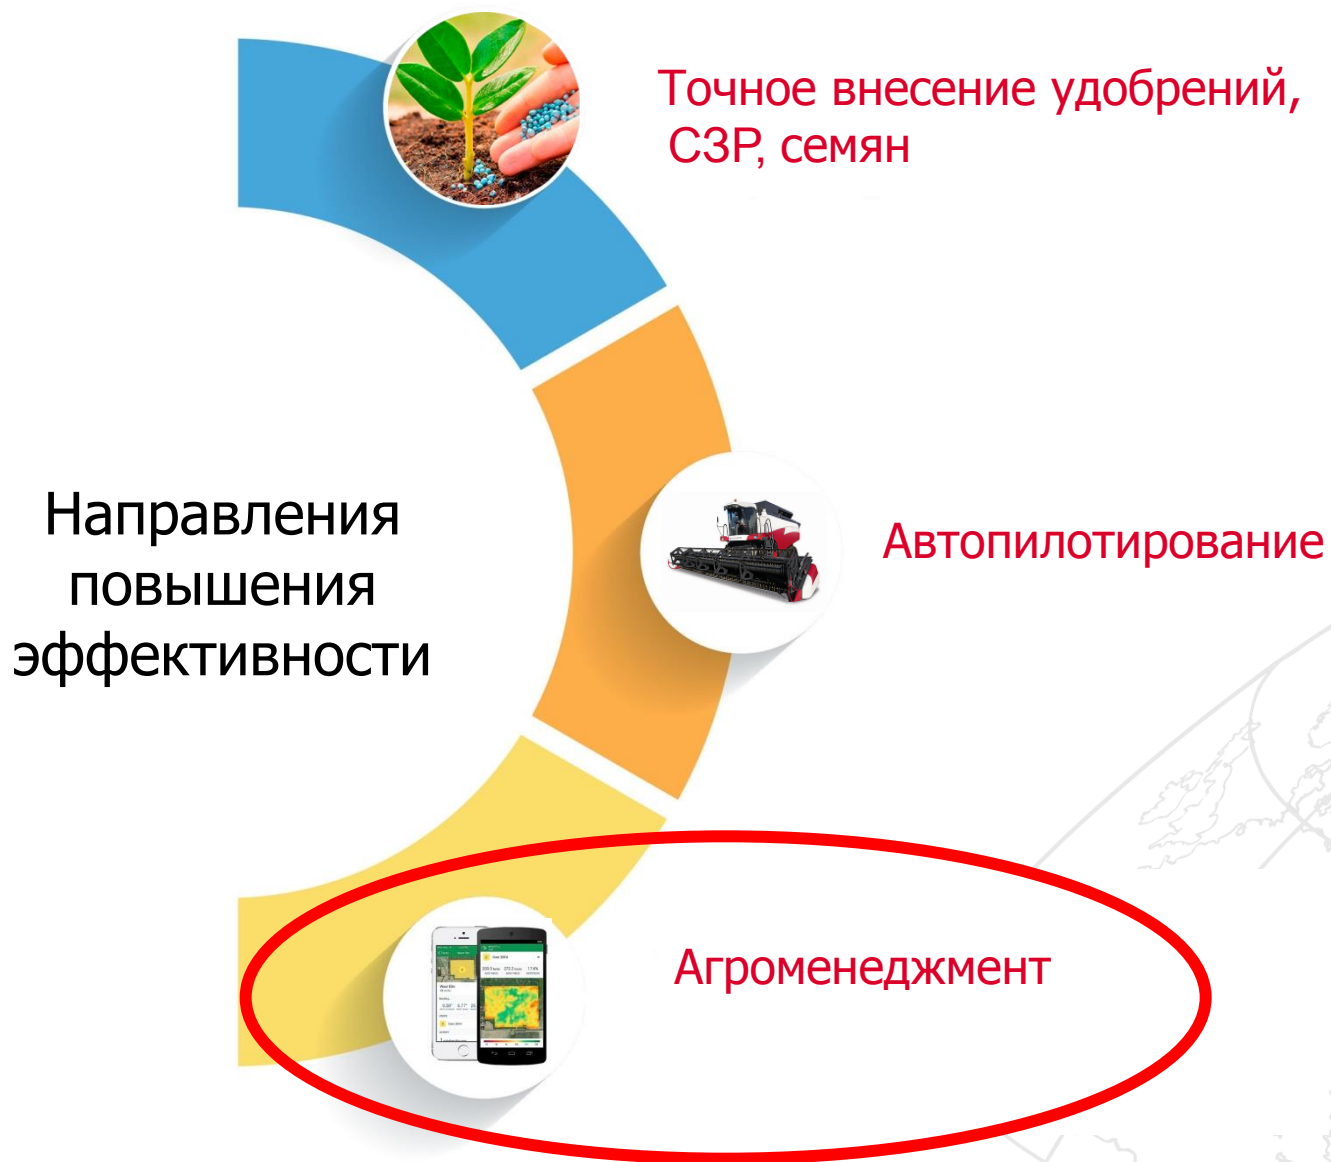 Точное внесение удобрений,
СЗР, семян
Направления
повышения
эффективности
Автопилотирование
Агроменеджмент